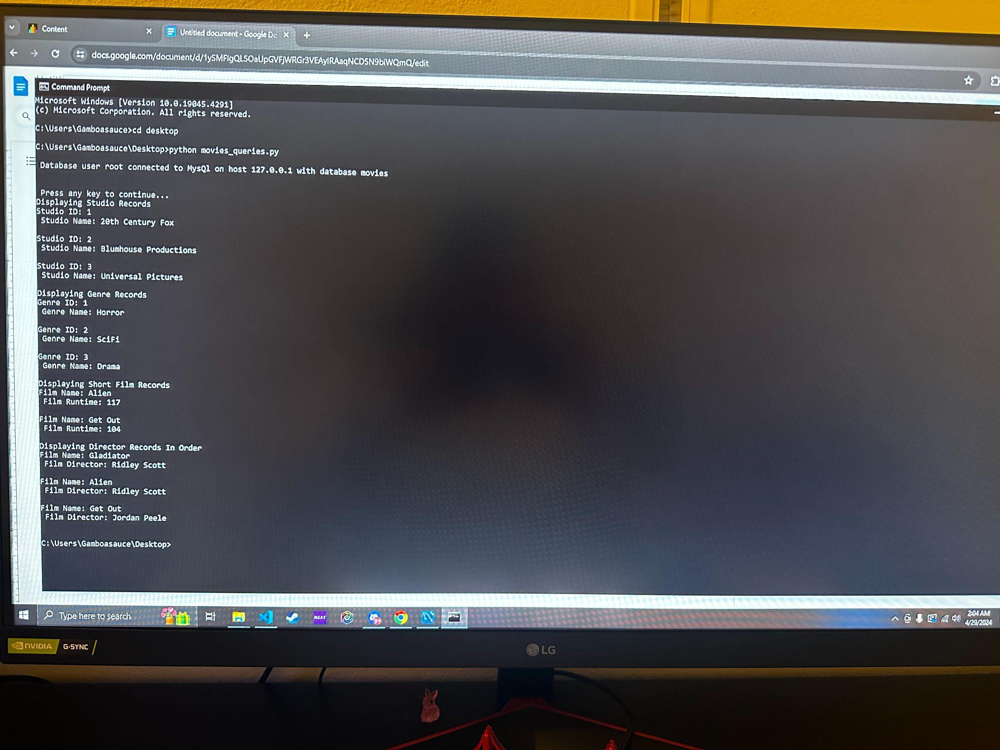 Content
Untitled document - Google Dc
docs.google.com/document/d/1ySMFlgQL5OaUpGVFjWRGr3VEAylRAaqNCD5N9biWQmQ/edit
Command Prompt
Microsoft Windows [Version 10.0.19045.4291]
(c) Microsoft Corporation. All rights reserved.
C:\Users\Gamboasauce>cd desktop
C:\Users\Gamboasauce\Desktop>python movies_queries.py
Database user root connected to MysQl on host 127.0.0.1 with database movies
Press any key to continue...
Displaying Studio Records
Studio ID: 1
Studio Name: 20th Century Fox
Studio ID: 2
Studio Name: Blumhouse Productions
Studio ID: 3
Studio Name: Universal Pictures
Displaying Genre Records
Genre ID: 1
Genre Name: Horror
Genre ID: 2
Genre Name: SciFi
Genre ID: 3
Genre Name: Drama
Displaying Short Film Records
Film Name: Alien
Film Runtime: 117
Film Name: Get Out
Film Runtime: 104
Displaying Director Records In Order
Film Name: Gladiator
Film Director: Ridley Scott
Film Name: Alien
Film Director: Ridley Scott
Film Name: Get Out
Film Director: Jordan Peele
C:\Users\Gamboasauce\Desktop>
Type here to search
NZXT
9+
2:04 AM
4/29/2024
NVIDIA G-SYNC
LG